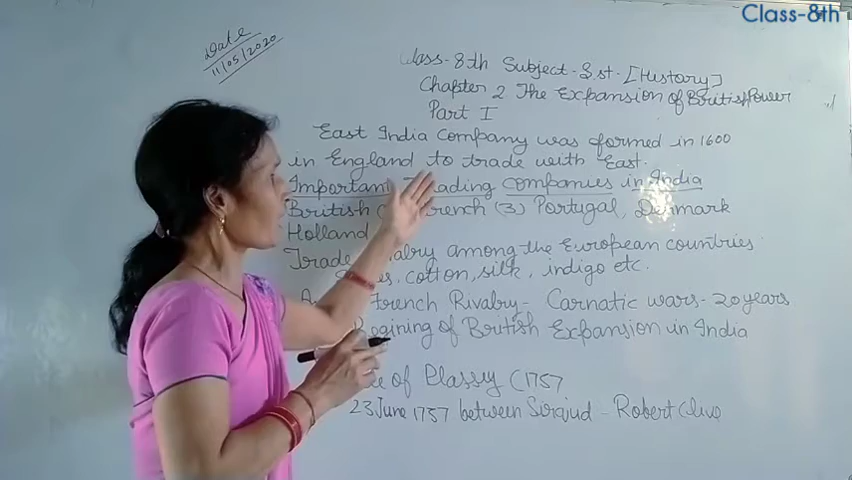 Class-8th
Date
11/05/2020
Class-8th Subject-S.st-[History]
Chapter 2 The Expansion of British Power
Part I
East India Company was formed in 1600
in England to trade with East.
Important Trading companies in India
British French (3) Portugal, Denmark
Holland
Trade Rivalry among the European countries
cotton, silk, indigo etc.
French Rivalry- Carnatic wars- 20 years
Begining of British Expansion in India
of Plassey (1757
23 June 1757 between Sirajud - Robert Clive